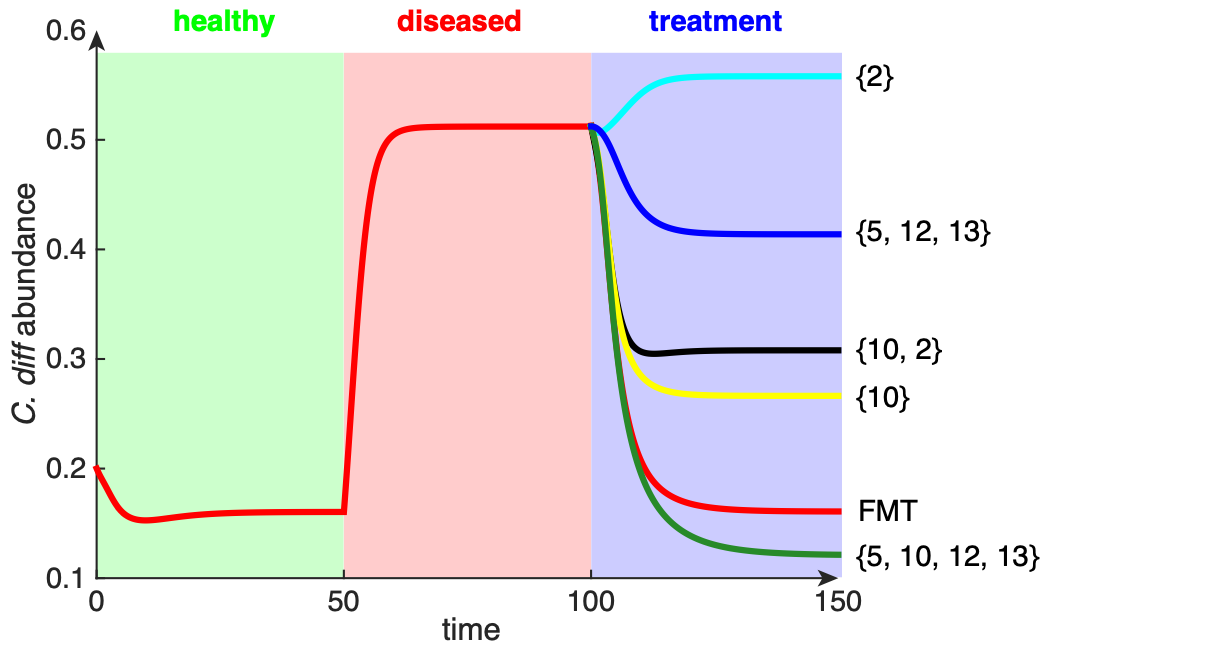 healthy diseased treatment
0.6
0.5
0.4
0.3
0.2
0.1
C. diff abundance
0 50 100 150
time
{2}
{5, 12, 13}
{10, 2}
{10}
FMT
{5, 10, 12, 13}